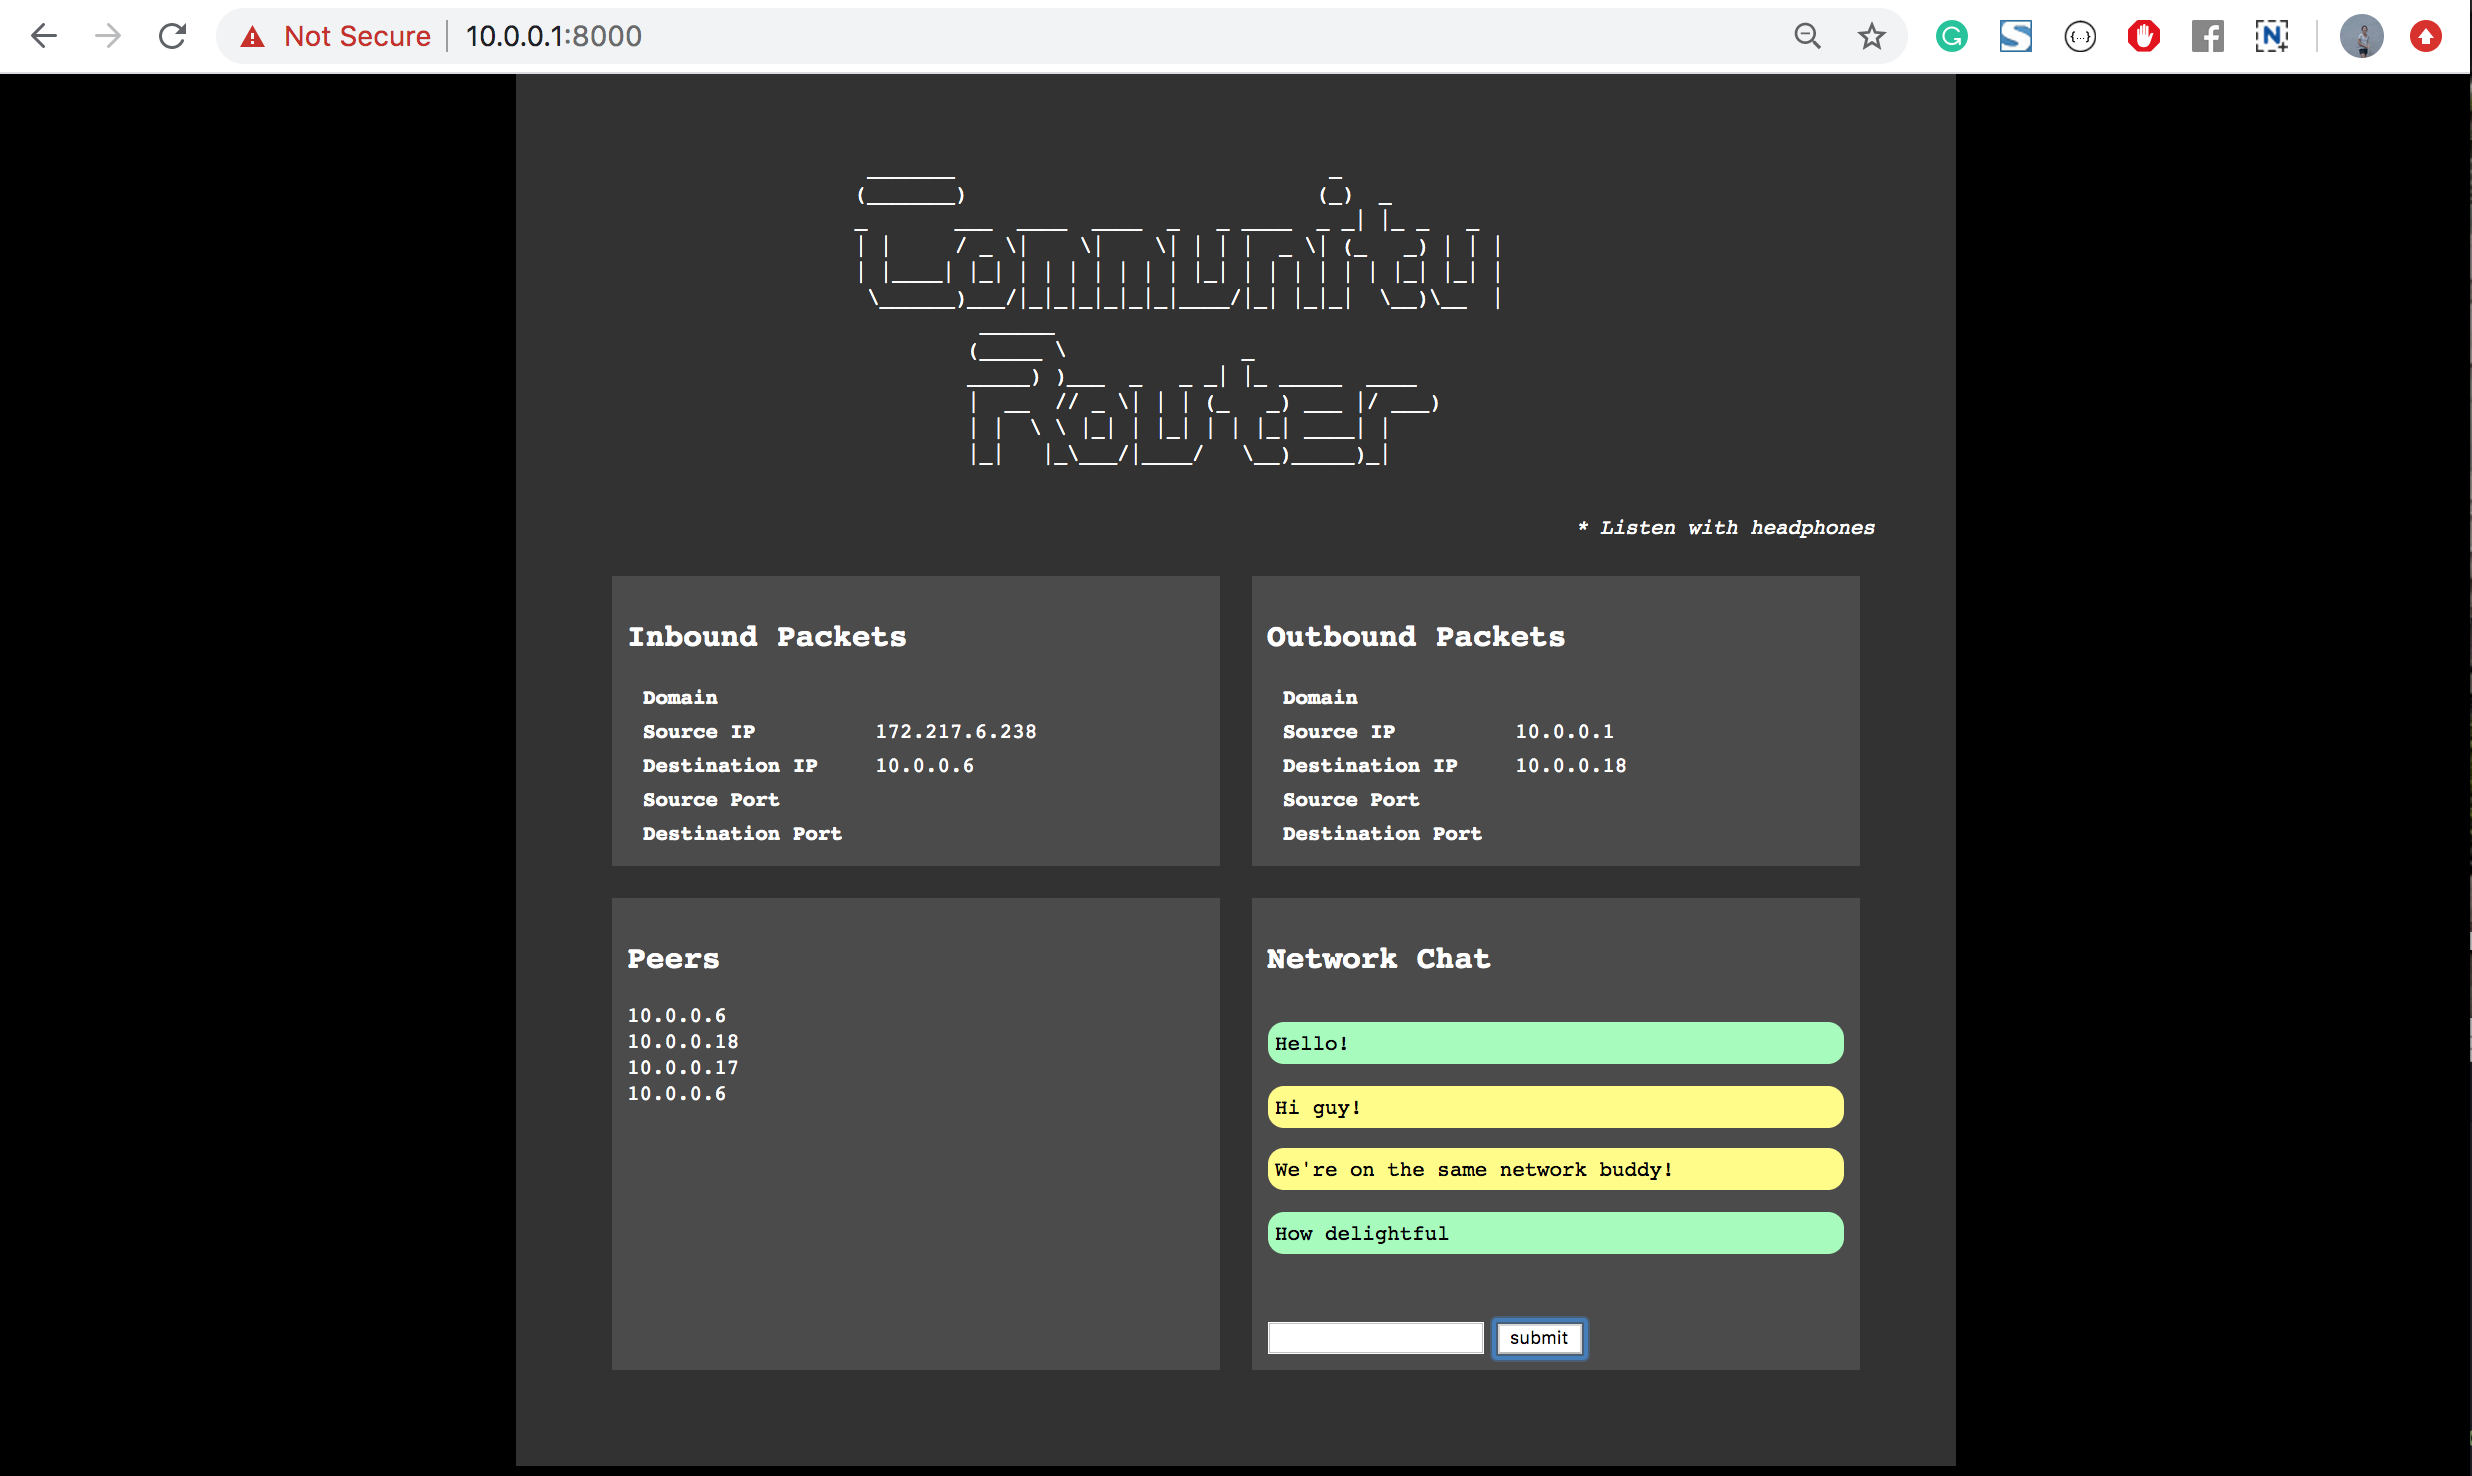 Not Secure 10.0.0.1:8000
Community
Router
* Listen with headphones
Inbound Packets
Domain
Source IP 172.217.6.238
Destination IP 10.0.0.6
Source Port
Destination Port
Outbound Packets
Domain
Source IP 10.0.0.1
Destination IP 10.0.0.18
Source Port
Destination Port
Peers
10.0.0.6
10.0.0.18
10.0.0.17
10.0.0.6
Network Chat
Hello!
Hi guy!
We're on the same network buddy!
How delightful
submit